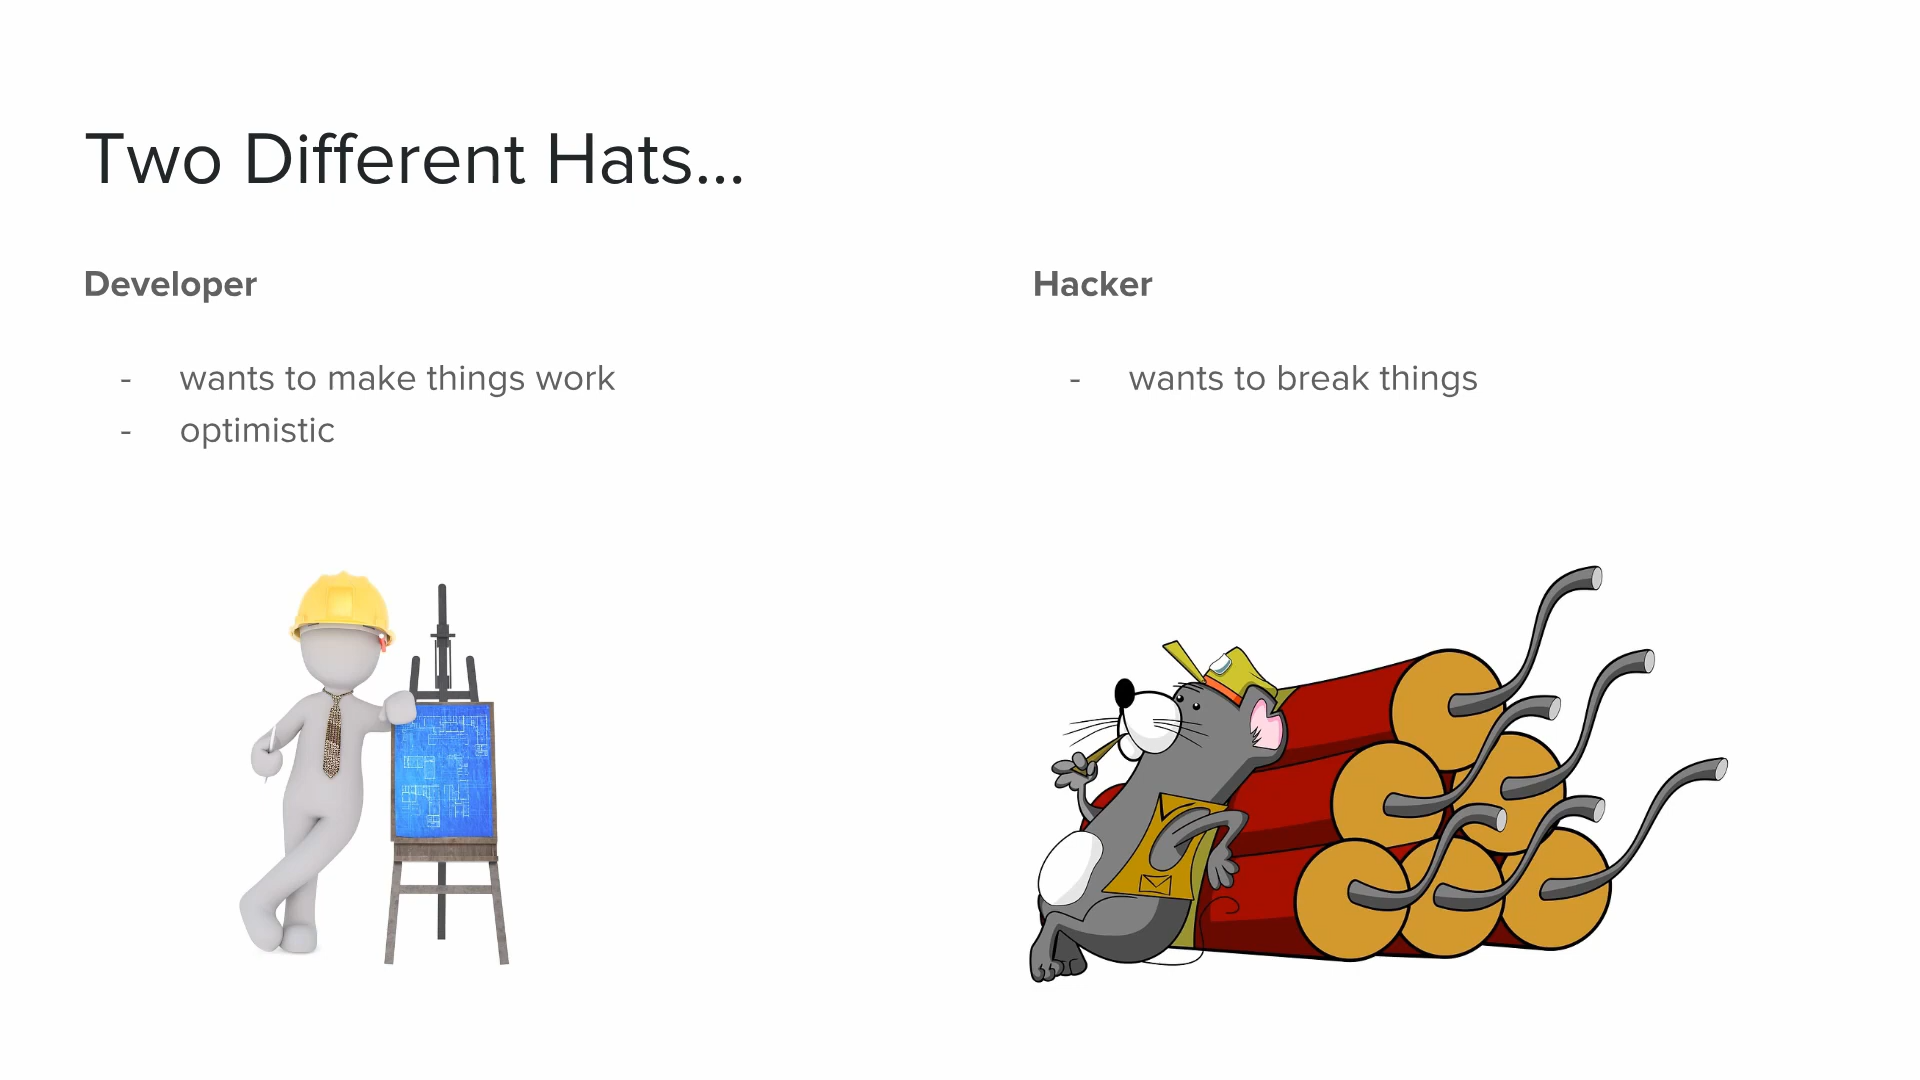 Two Different Hats...
Developer
- wants to make things work
- optimistic
Hacker
- wants to break things